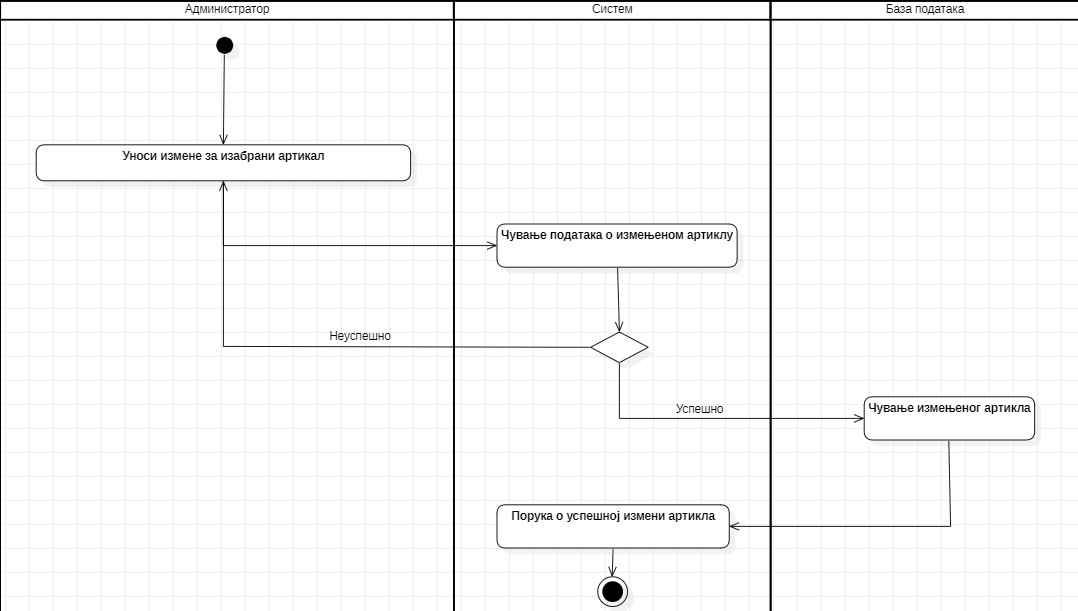 Администратор
Систем
База података
Уноси измене за изабрани артикал
Чување података о измењеном артиклу
Неуспешно
Успешно
Чување измењеног артикла
Порука о успешној измени артикла